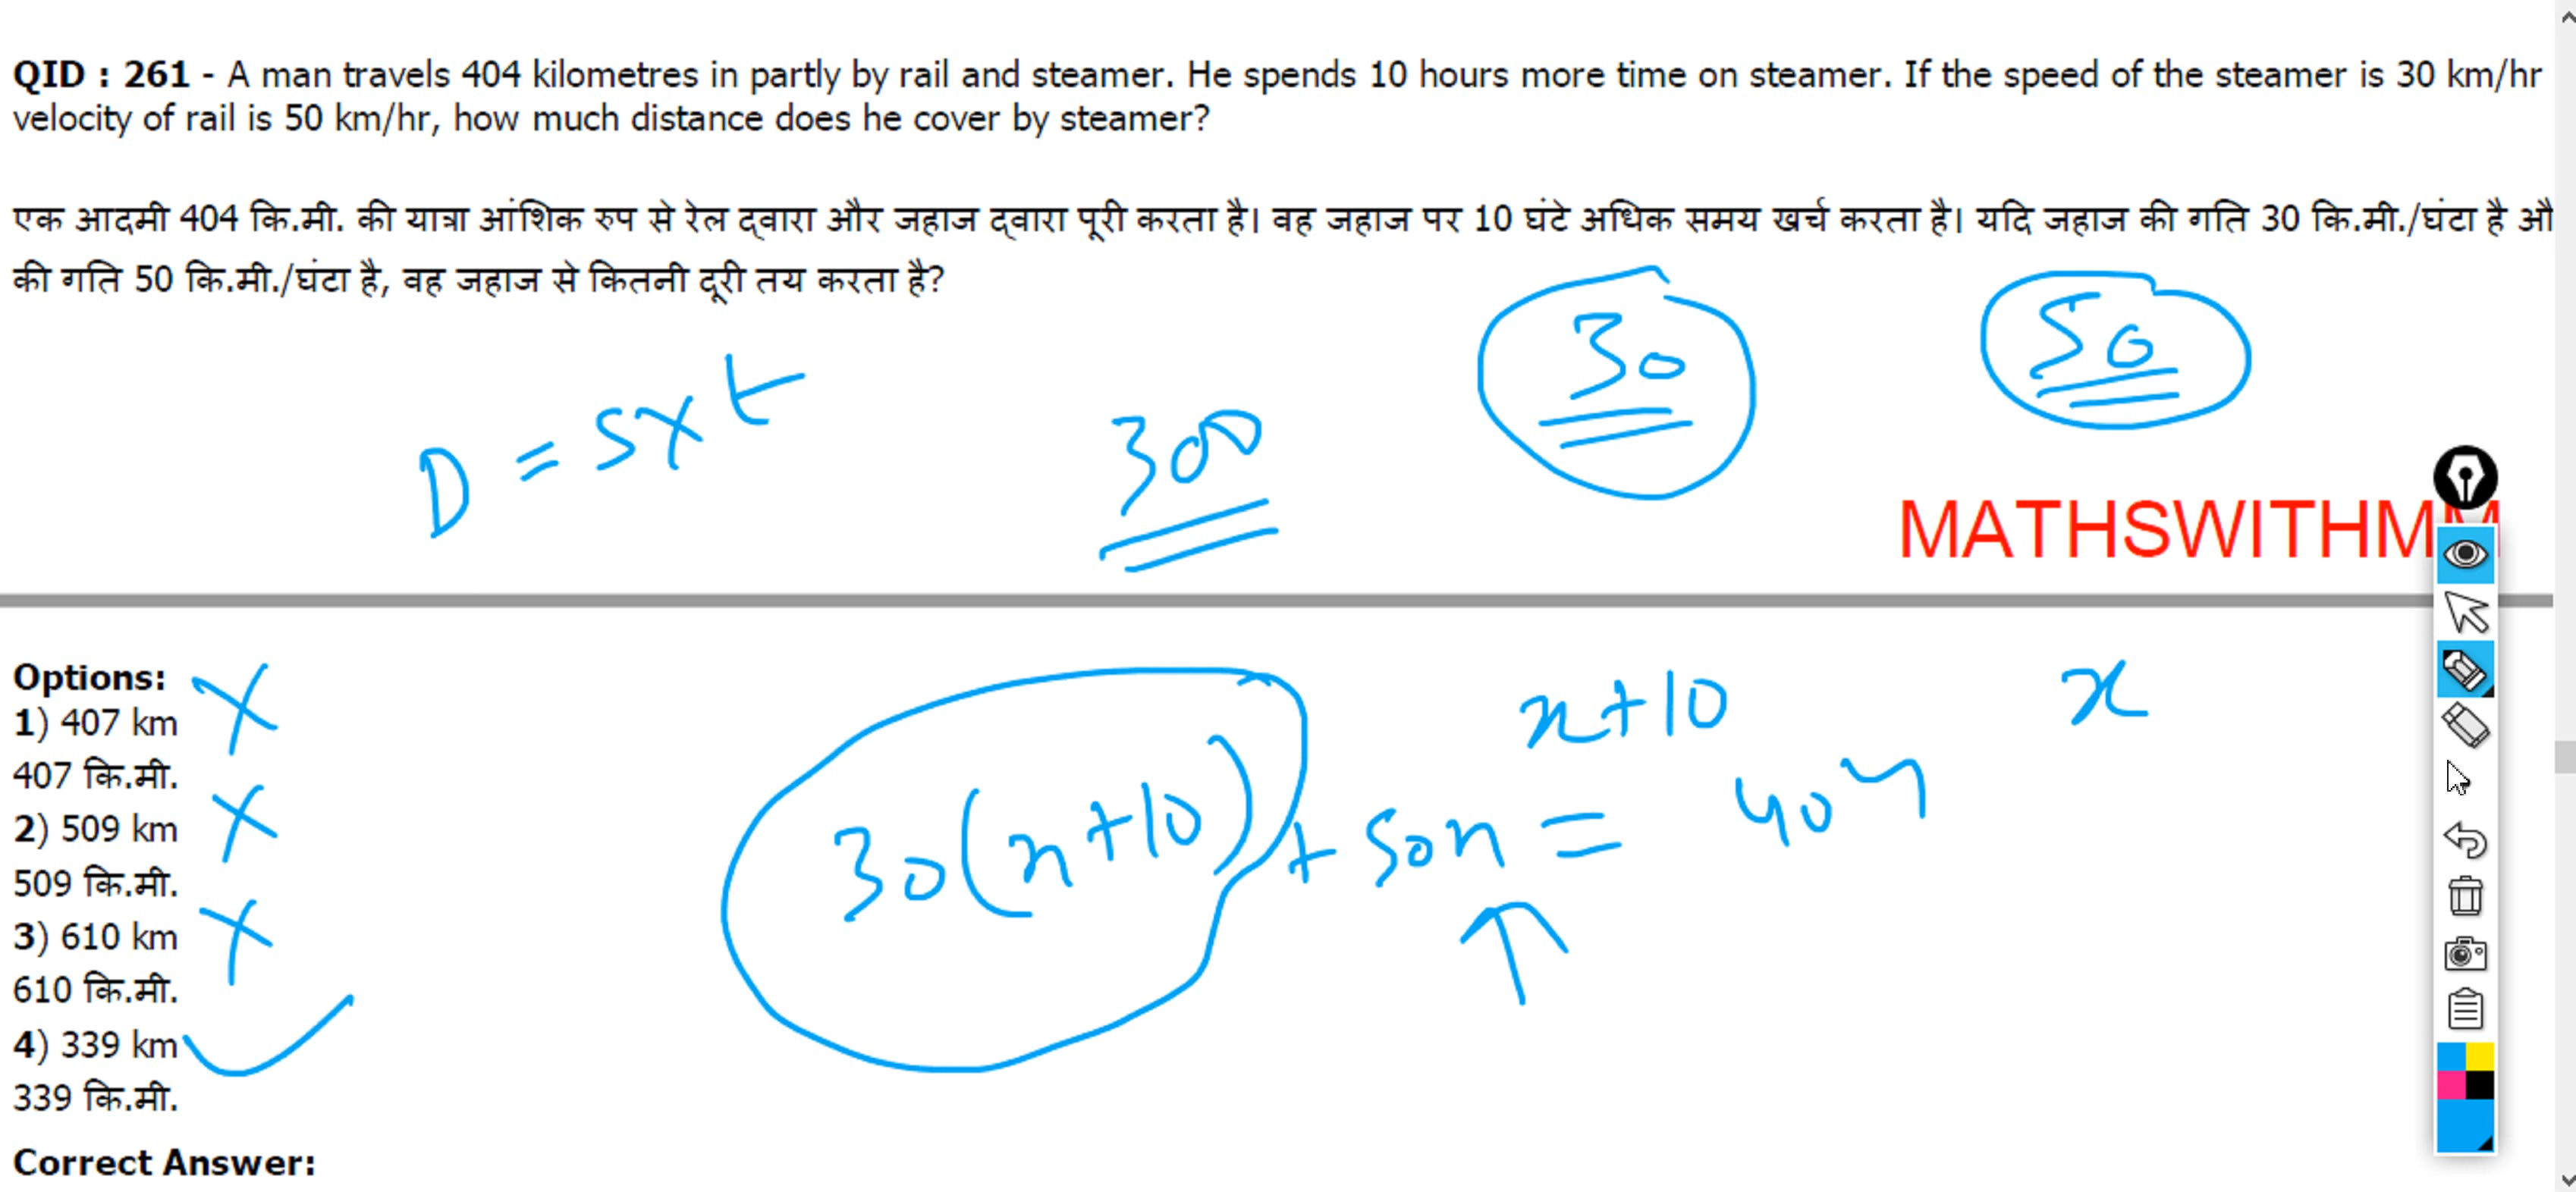 QID : 261 - A man travels 404 kilometres in partly by rail and steamer. He spends 10 hours more time on steamer. If the speed of the steamer is 30 km/hr
velocity of rail is 50 km/hr, how much distance does he cover by steamer?
एक आदमी 404 कि.मी. की यात्रा आंशिक रुप से रेल द्वारा और जहाज द्वारा पूरी करता है। वह जहाज पर 10 घंटे अधिक समय खर्च करता है। यदि जहाज की गति 30 कि.मी./घंटा है औ
की गति 50 कि.मी./घंटा है, वह जहाज से कितनी दूरी तय करता है?
30 50
D = s x t
300
MATHSWITHM
Options:
x+10 x
1) 407 km
407 कि.मी.
2) 509 km
30(x+10) + 50x = 404
509 कि.मी.
3) 610 km
610 कि.मी.
4) 339 km
339 कि.मी.
Correct Answer: